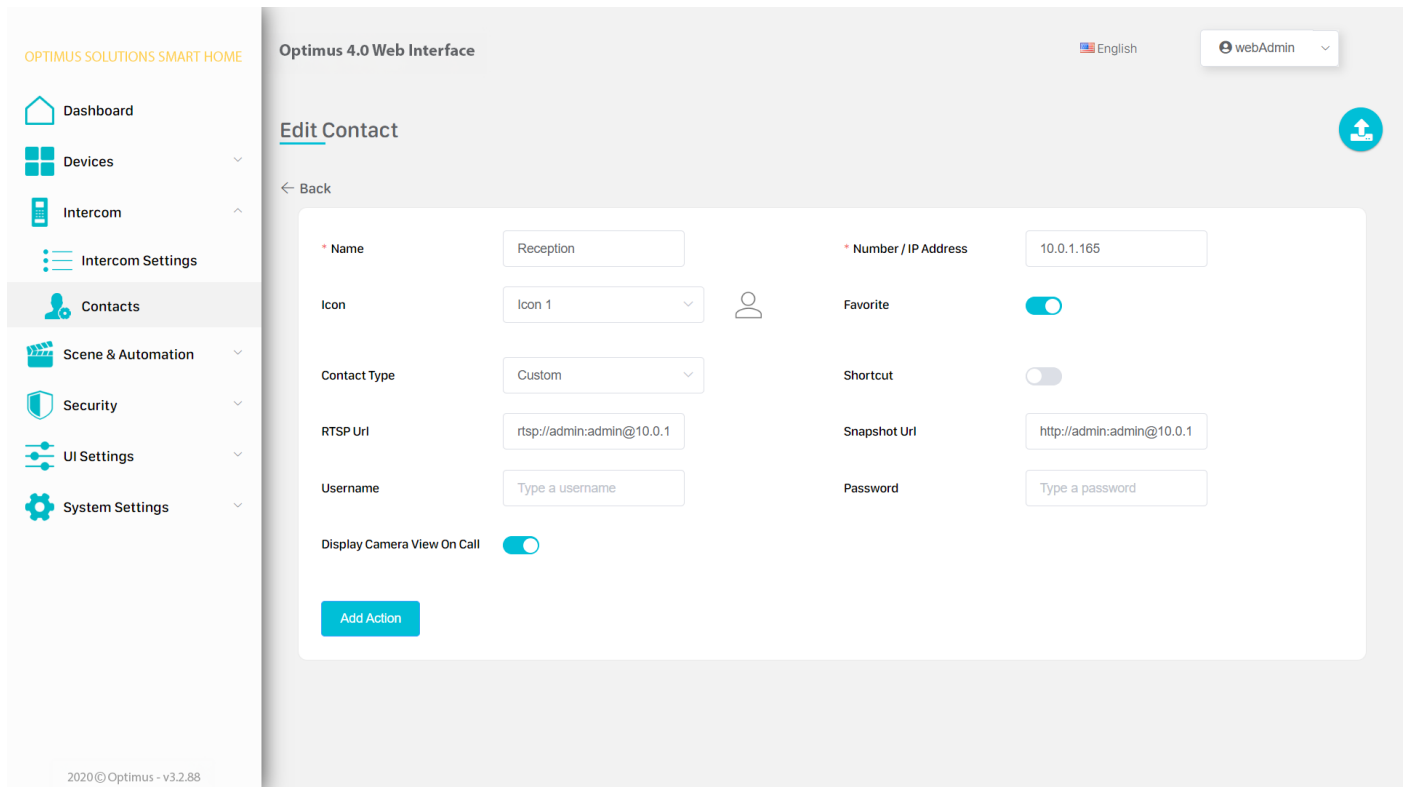 OPTIMUS SOLUTIONS SMART HOME
Optimus 4.0 Web Interface
English
webAdmin
Dashboard
Devices
Intercom
Intercom Settings
Contacts
Scene & Automation
Security
UI Settings
System Settings
2020 © Optimus - v3.2.88
Edit Contact
← Back
* Name
Reception
* Number / IP Address
10.0.1.165
Icon
Icon 1
Favorite
Contact Type
Custom
Shortcut
RTSP Url
rtsp://admin:admin@10.0.1
Snapshot Url
http://admin:admin@10.0.1
Username
Type a username
Password
Type a password
Display Camera View On Call
Add Action